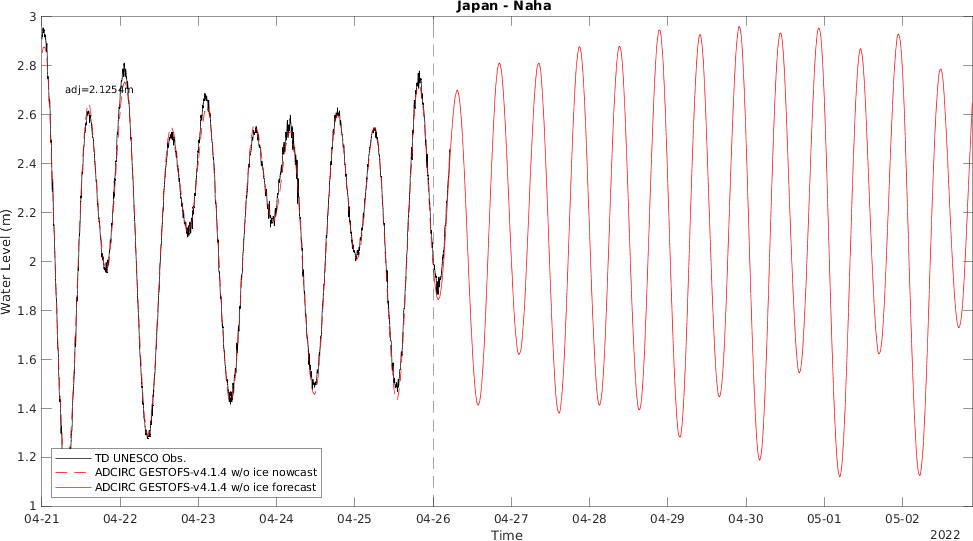 Japan - Naha
3
2.8
2.6
2.4
2.2
2
1.8
1.6
1.4
1.2
1
Water Level (m)
adj=2.1254m
TD UNESCO Obs.
ADCIRC GESTOFS-v4.1.4 w/o ice nowcast
ADCIRC GESTOFS-v4.1.4 w/o ice forecast
04-21 04-22 04-23 04-24 04-25 04-26 04-27 04-28 04-29 04-30 05-01 05-02
Time
2022